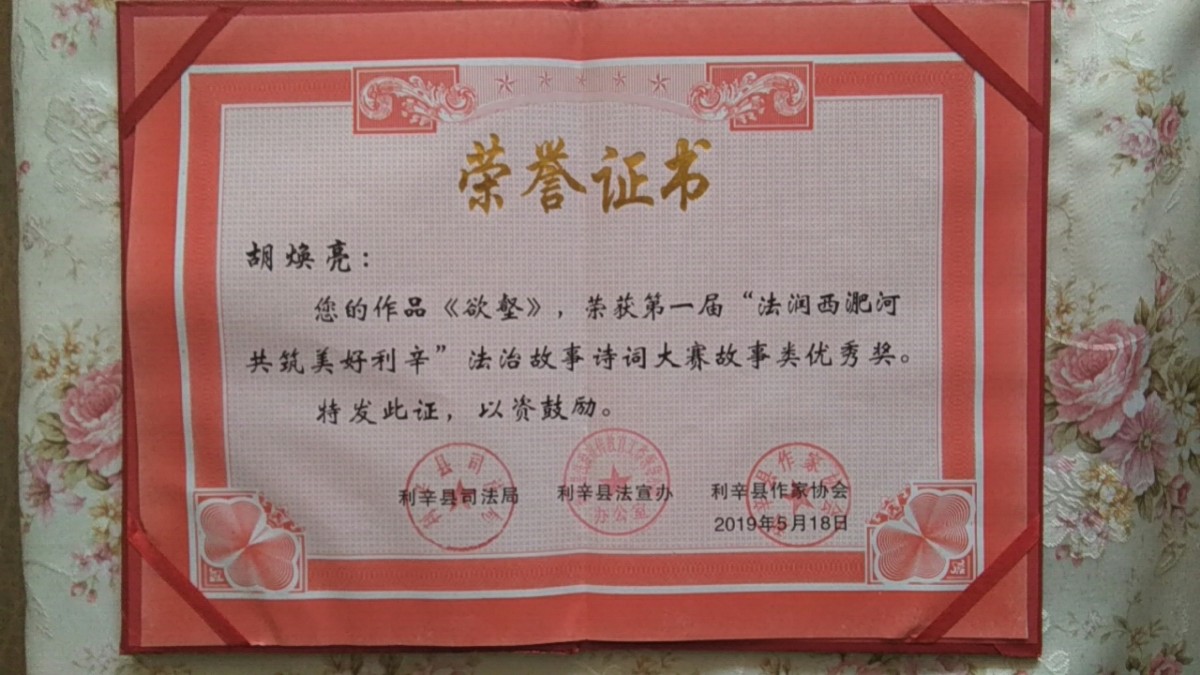 荣誉证书
胡焕亮：
您的作品《欲壑》，荣获第一届“法润西淝河
共筑美好利辛”法治故事诗词大赛故事类优秀奖。
特发此证，以资鼓励。
利辛县司法局 利辛县法宣办 利辛县作家协会
办公室
2019年5月18日